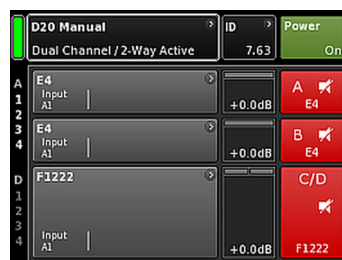 D20 Manual
Dual Channel / 2-Way Active
ID
7.63
Power
On
A
1
2
3
4
E4
Input
A1
+0.0dB
A
E4
E4
Input
A1
+0.0dB
B
E4
D
1
2
3
4
F1222
Input
A1
+0.0dB
C/D
F1222